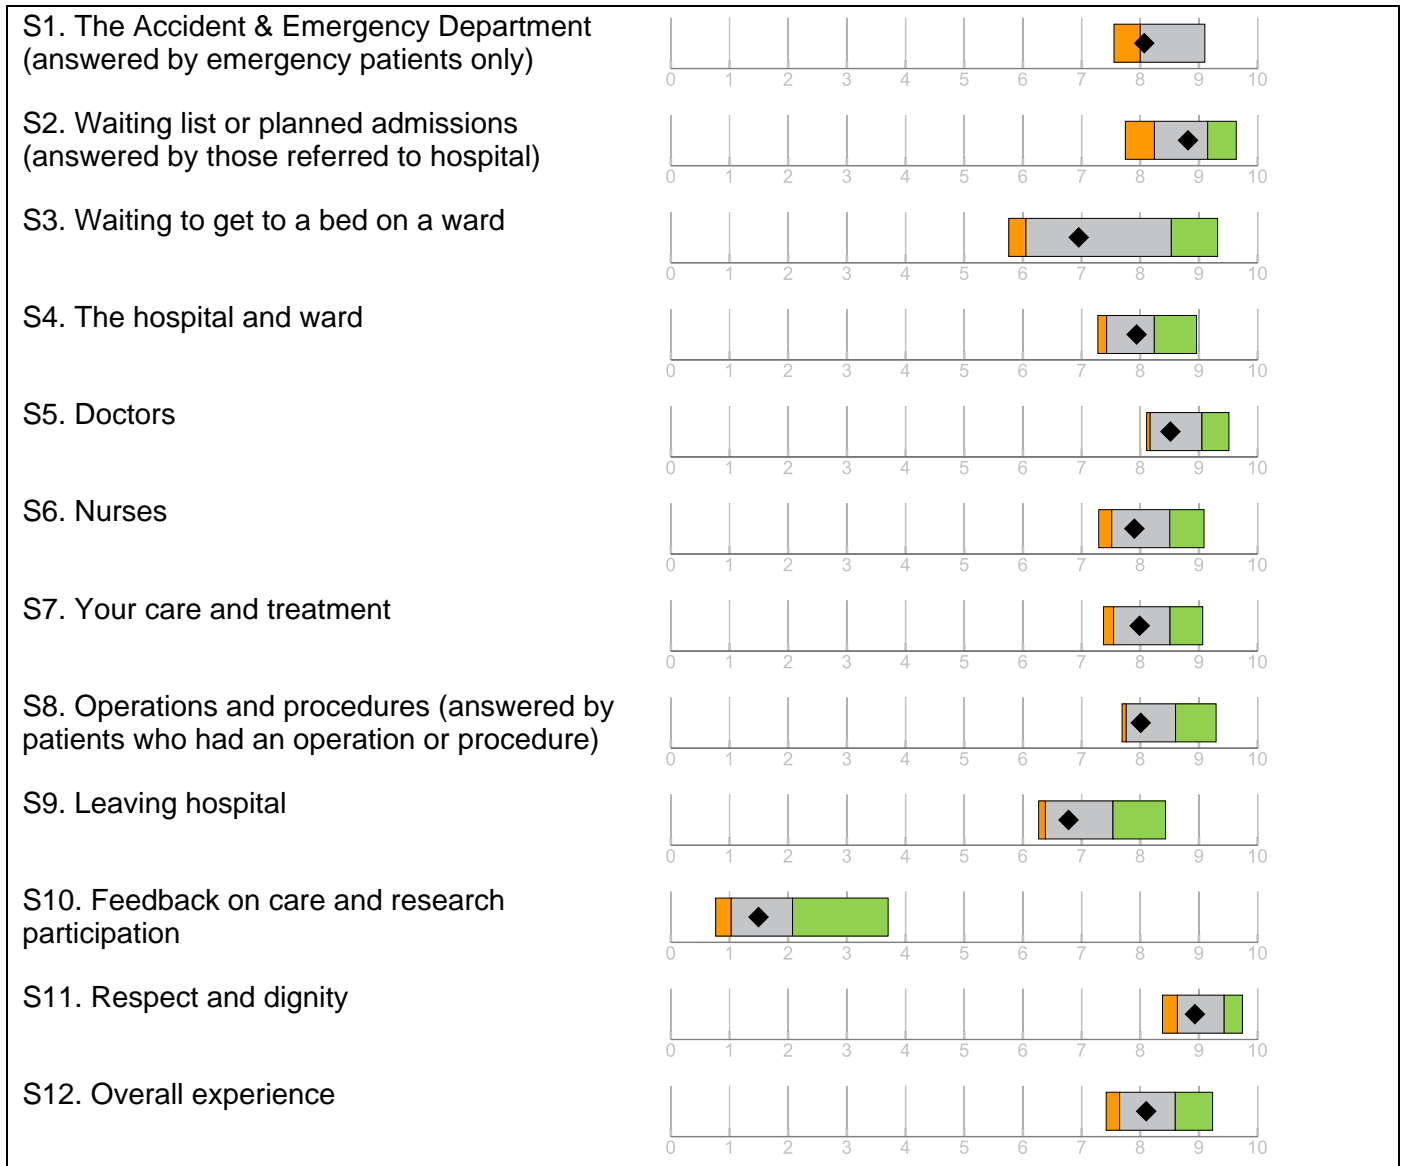 S1. The Accident & Emergency Department
(answered by emergency patients only)
0 1 2 3 4 5 6 7 8 9 10
S2. Waiting list or planned admissions
(answered by those referred to hospital)
0 1 2 3 4 5 6 7 8 9 10
S3. Waiting to get to a bed on a ward
0 1 2 3 4 5 6 7 8 9 10
S4. The hospital and ward
0 1 2 3 4 5 6 7 8 9 10
S5. Doctors
0 1 2 3 4 5 6 7 8 9 10
S6. Nurses
0 1 2 3 4 5 6 7 8 9 10
S7. Your care and treatment
0 1 2 3 4 5 6 7 8 9 10
S8. Operations and procedures (answered by
patients who had an operation or procedure)
0 1 2 3 4 5 6 7 8 9 10
S9. Leaving hospital
0 1 2 3 4 5 6 7 8 9 10
S10. Feedback on care and research
participation
0 1 2 3 4 5 6 7 8 9 10
S11. Respect and dignity
0 1 2 3 4 5 6 7 8 9 10
S12. Overall experience
0 1 2 3 4 5 6 7 8 9 10